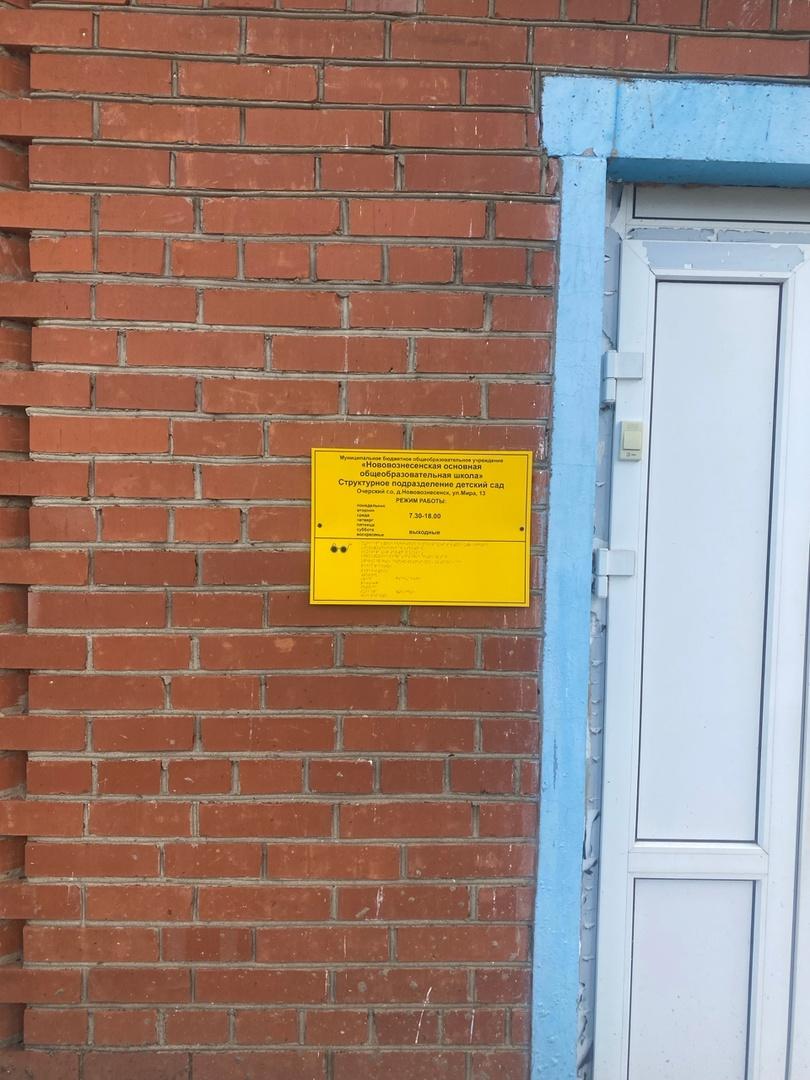 Муниципальное бюджетное общеобразовательное учреждение
«Нововознесенская основная
общеобразовательная школа»
Структурное подразделение детский сад
Очерский г.о, д.Нововознесенск, ул.Мира, 13
РЕЖИМ РАБОТЫ:
понедельник
вторник
среда 7.30-18.00
четверг
пятница
суббота выходные
воскресенье